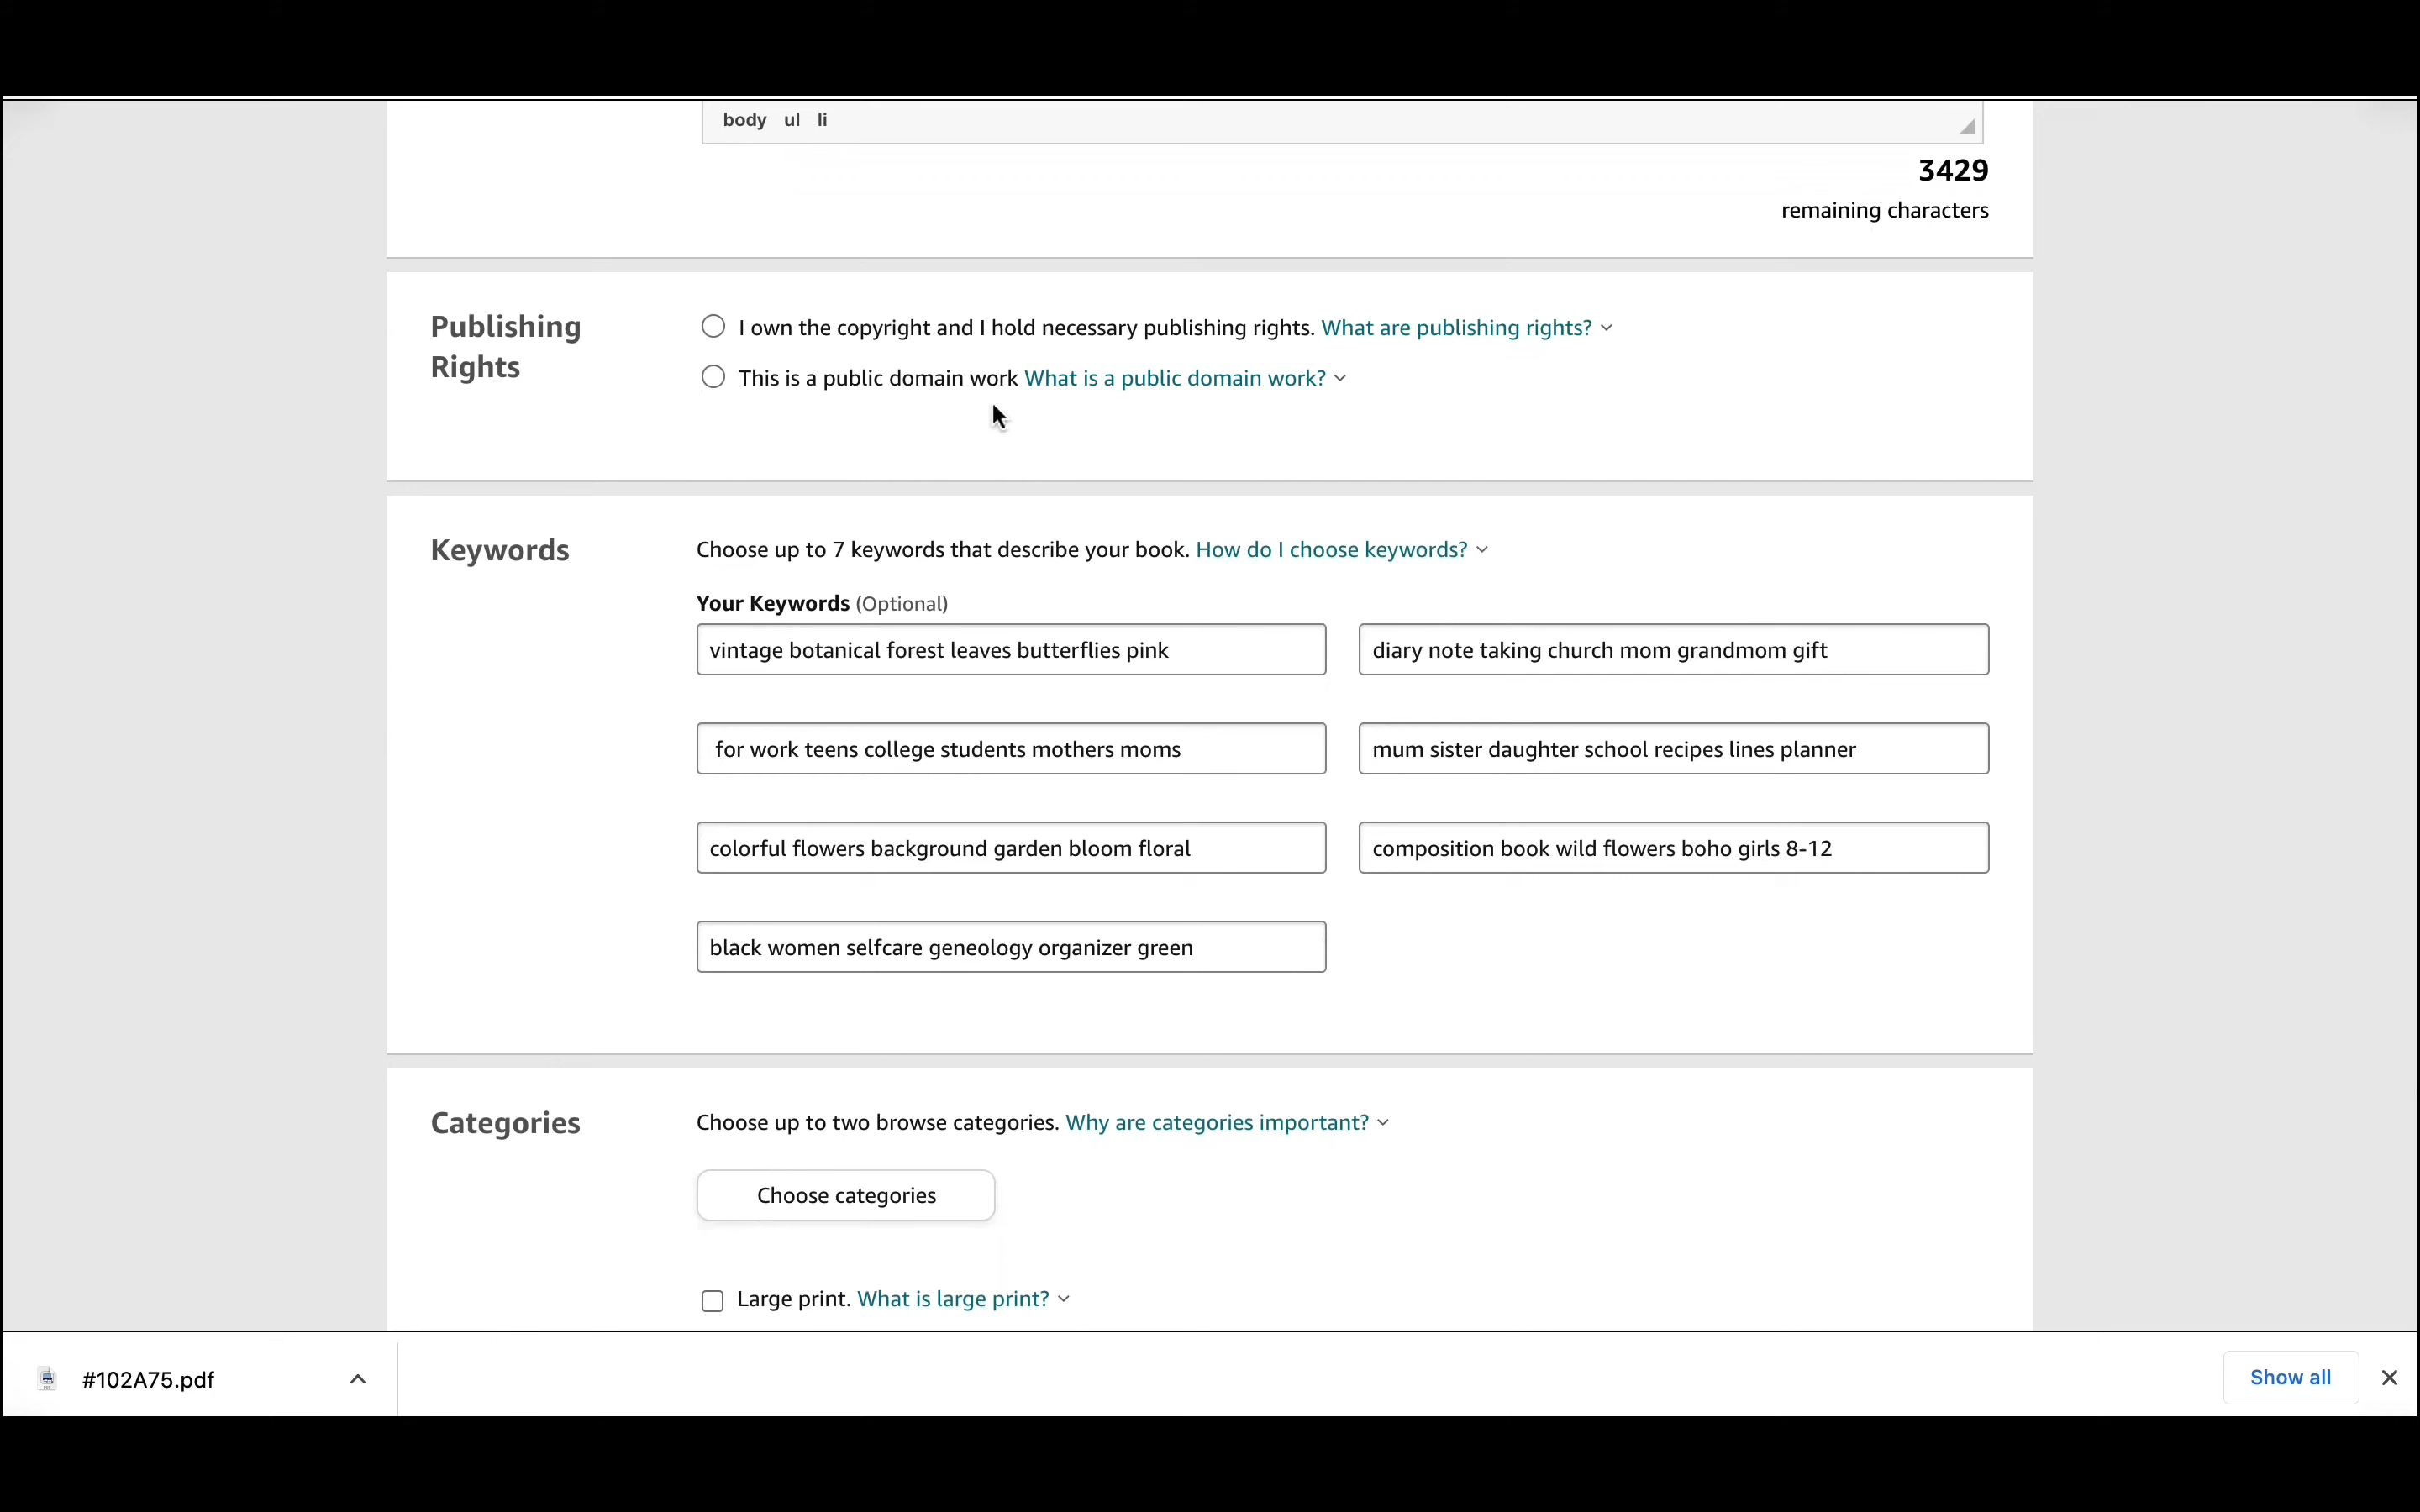 body ul li
3429
remaining characters
Publishing Rights
I own the copyright and I hold necessary publishing rights. What are publishing rights?
This is a public domain work What is a public domain work?
Keywords
Choose up to 7 keywords that describe your book. How do I choose keywords?
Your Keywords (Optional)
vintage botanical forest leaves butterflies pink
diary note taking church mom grandmom gift
for work teens college students mothers moms
mum sister daughter school recipes lines planner
colorful flowers background garden bloom floral
composition book wild flowers boho girls 8-12
black women selfcare geneology organizer green
Categories
Choose up to two browse categories. Why are categories important?
Choose categories
Large print. What is large print?
#102A75.pdf
Show all